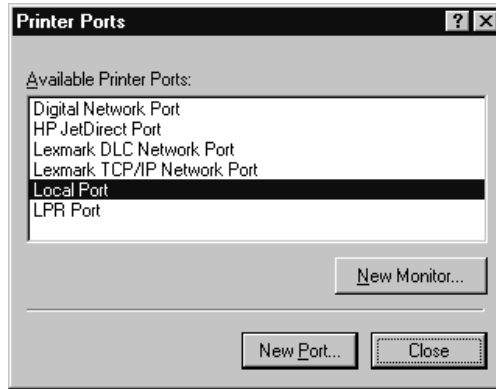 Printer Ports
Available Printer Ports:
Digital Network Port
HP JetDirect Port
Lexmark DLC Network Port
Lexmark TCP/IP Network Port
Local Port
LPR Port
New Monitor...
New Port...
Close